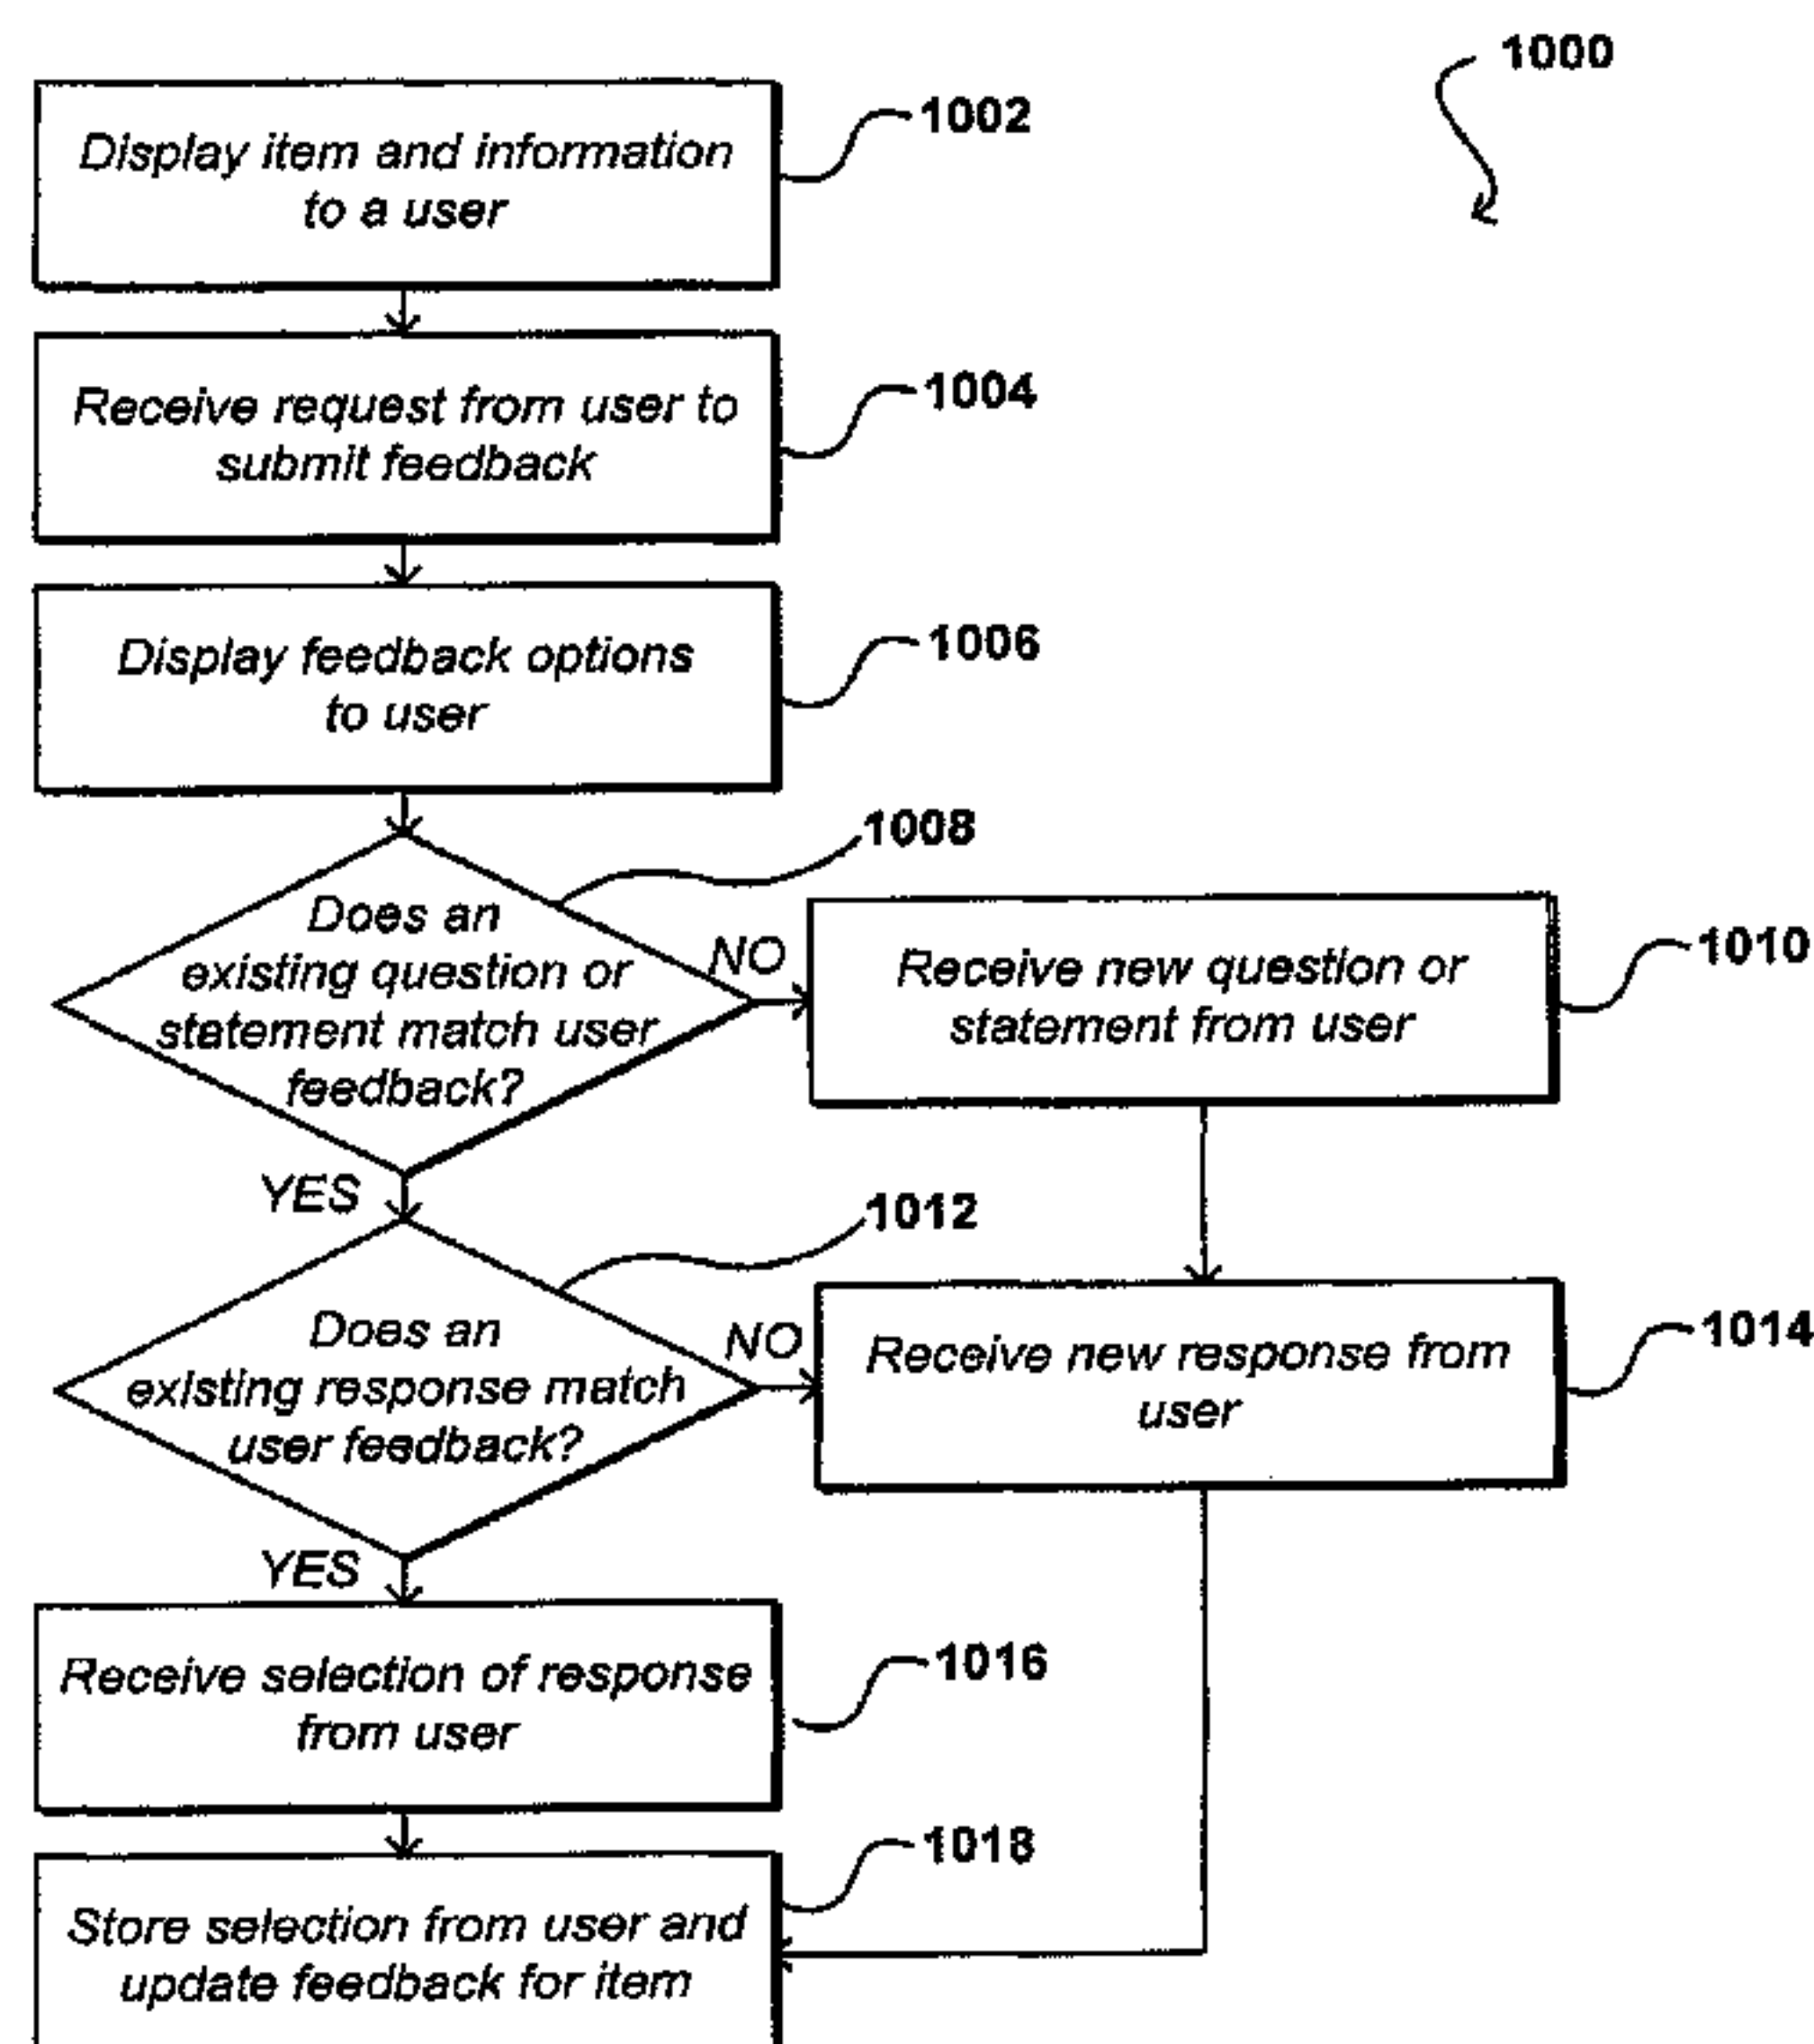 1000
Display item and information
to a user
1002
Receive request from user to
submit feedback
1004
Display feedback options
to user
1006
Does an
existing question or
statement match user
feedback?
1008
NO
Receive new question or
statement from user
1010
YES
Does an
existing response match
user feedback?
1012
NO
Receive new response from
user
1014
YES
Receive selection of response
from user
1016
Store selection from user and
update feedback for item
1018